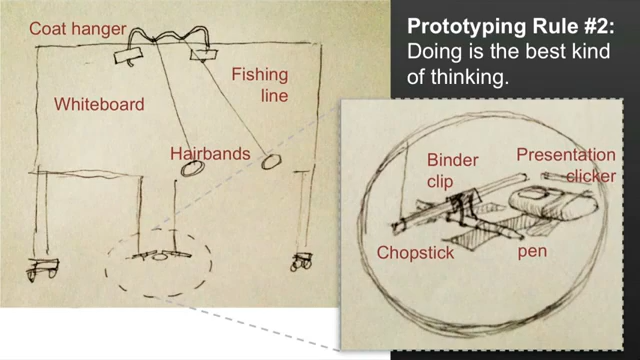 Prototyping Rule #2:
Doing is the best kind
of thinking.
Coat hanger
Fishing
line
Whiteboard
Hairbands
Binder
clip
Presentation
clicker
Chopstick
pen